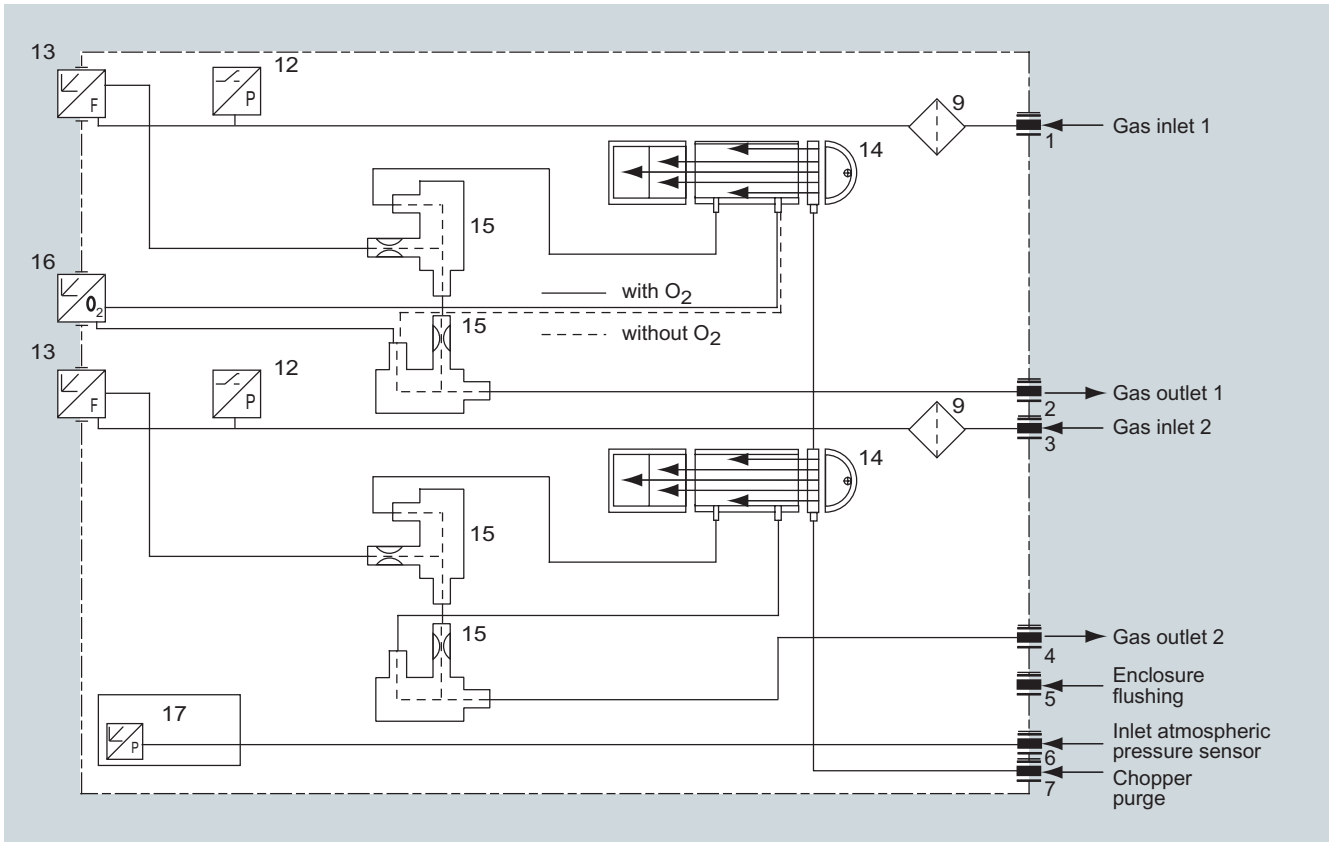 13
F
12
P
9
1
Gas inlet 1
14
15
16
O2
with O2
15
without O2
13
F
12
P
9
2
Gas outlet 1
3
Gas inlet 2
14
15
15
4
Gas outlet 2
5
Enclosure
flushing
17
P
6
Inlet atmospheric
pressure sensor
7
Chopper
purge